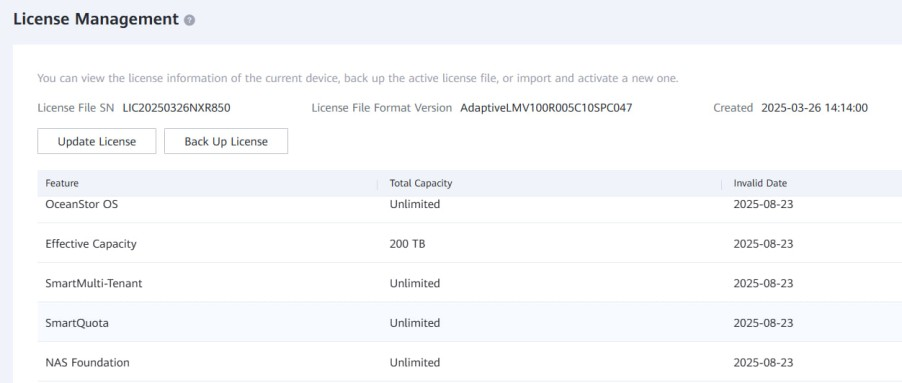 License Management ?
You can view the license information of the current device, back up the active license file, or import and activate a new one.
License File SN LIC20250326NXR850 License File Format Version AdaptiveLMV100R005C10SPC047 Created 2025-03-26 14:14:00
Update License Back Up License
Feature Total Capacity Invalid Date
OceanStor OS Unlimited 2025-08-23
Effective Capacity 200 TB 2025-08-23
SmartMulti-Tenant Unlimited 2025-08-23
SmartQuota Unlimited 2025-08-23
NAS Foundation Unlimited 2025-08-23